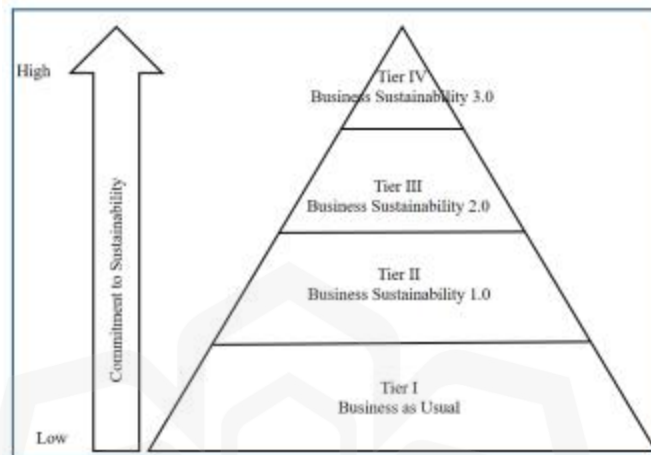 High
Tier IV
Business Sustainability 3.0
Tier III
Business Sustainability 2.0
Commitment to Sustainability
Tier II
Business Sustainability 1.0
Tier I
Business as Usual
Low